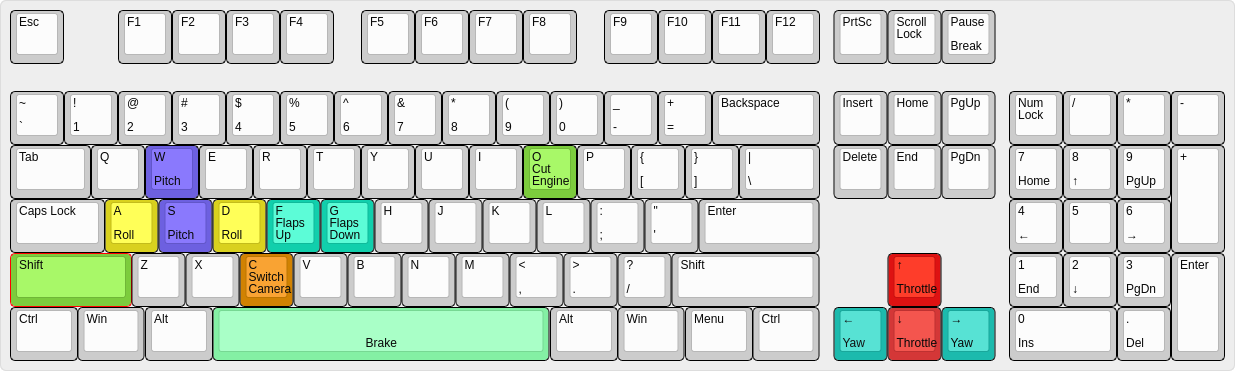 Esc F1 F2 F3 F4 F5 F6 F7 F8 F9 F10 F11 F12 PrtSc Scroll Pause
Lock
Break
~ ! @ # $ % ^ & * ( ) _ + Backspace Insert Home PgUp Num / * -
Lock
` 1 2 3 4 5 6 7 8 9 0 - =
Tab Q W E R T Y U I O P { } | Delete End PgDn 7 8 9 +
Cut
Pitch Engine [ ] \ Home ↑ PgUp
Caps Lock A S D F G H J K L : " Enter 4 5 6
Flaps Flaps
Roll Pitch Roll Up Down ; ' ← →
Shift Z X C V B N M < > ? Shift ↑ 1 2 3 Enter
Switch
Camera , . / Throttle End ↓ PgDn
Ctrl Win Alt Alt Win Menu Ctrl ← ↓ → 0 .
Brake Yaw Throttle Yaw Ins Del